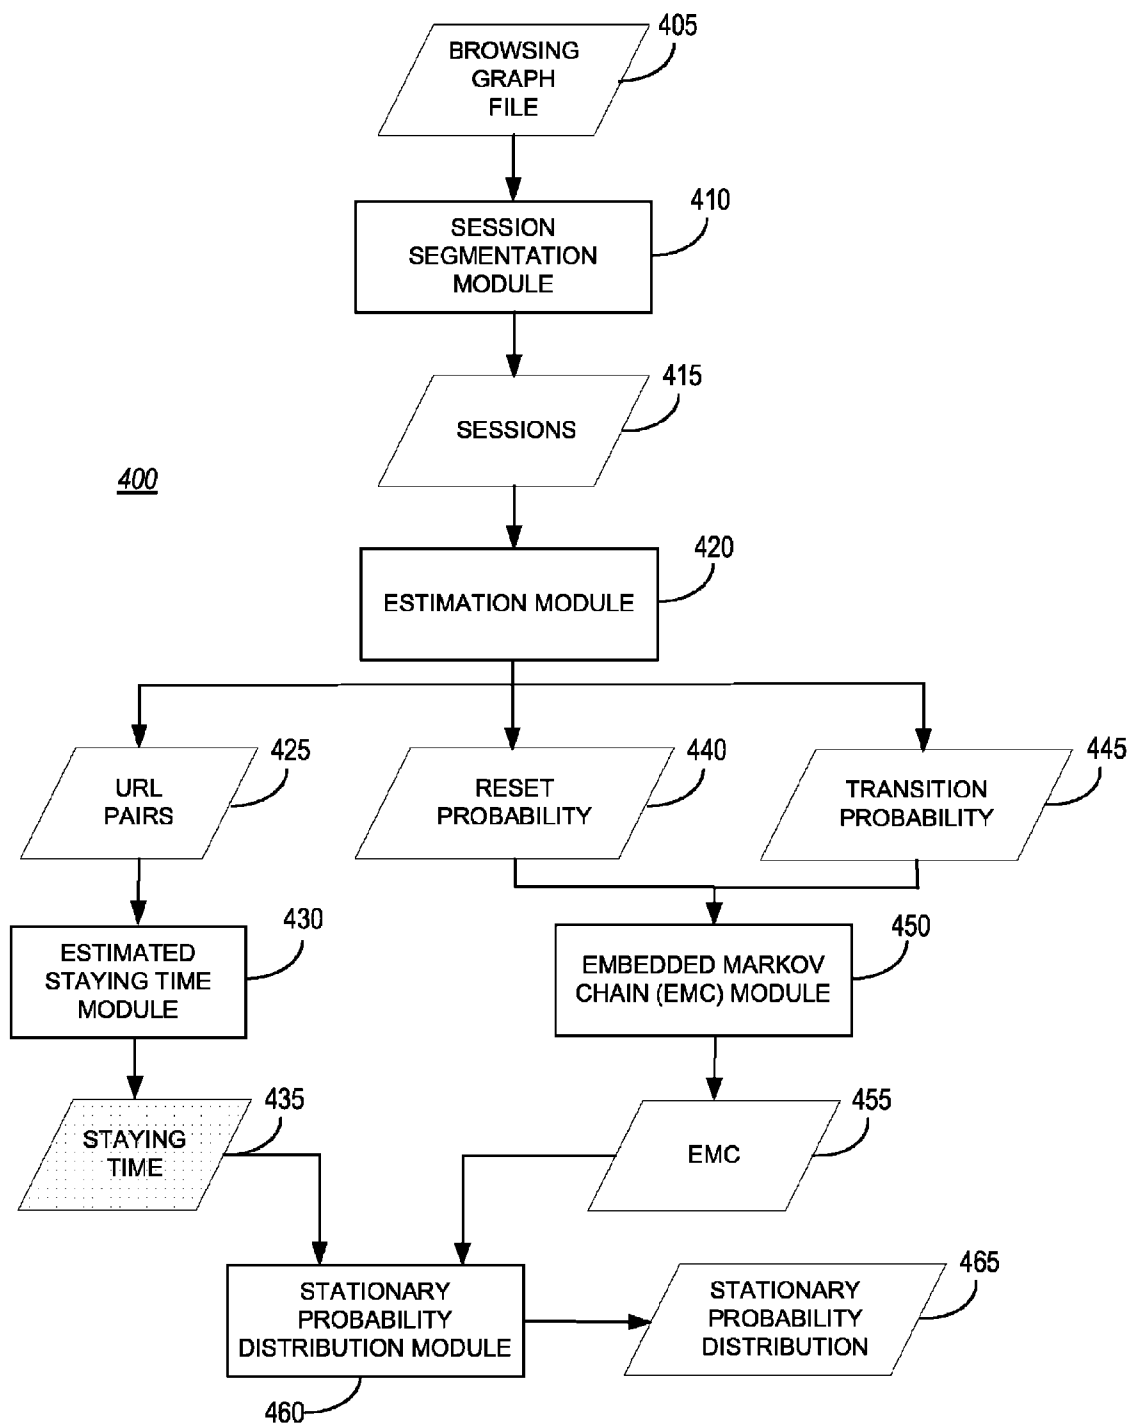 405
BROWSING
GRAPH
FILE
410
SESSION
SEGMENTATION
MODULE
415
SESSIONS
400
420
ESTIMATION MODULE
425
URL
PAIRS
440
RESET
PROBABILITY
445
TRANSITION
PROBABILITY
430
ESTIMATED
STAYING TIME
MODULE
450
EMBEDDED MARKOV
CHAIN (EMC) MODULE
435
STAYING
TIME
455
EMC
STATIONARY
PROBABILITY
DISTRIBUTION MODULE
460
465
STATIONARY
PROBABILITY
DISTRIBUTION